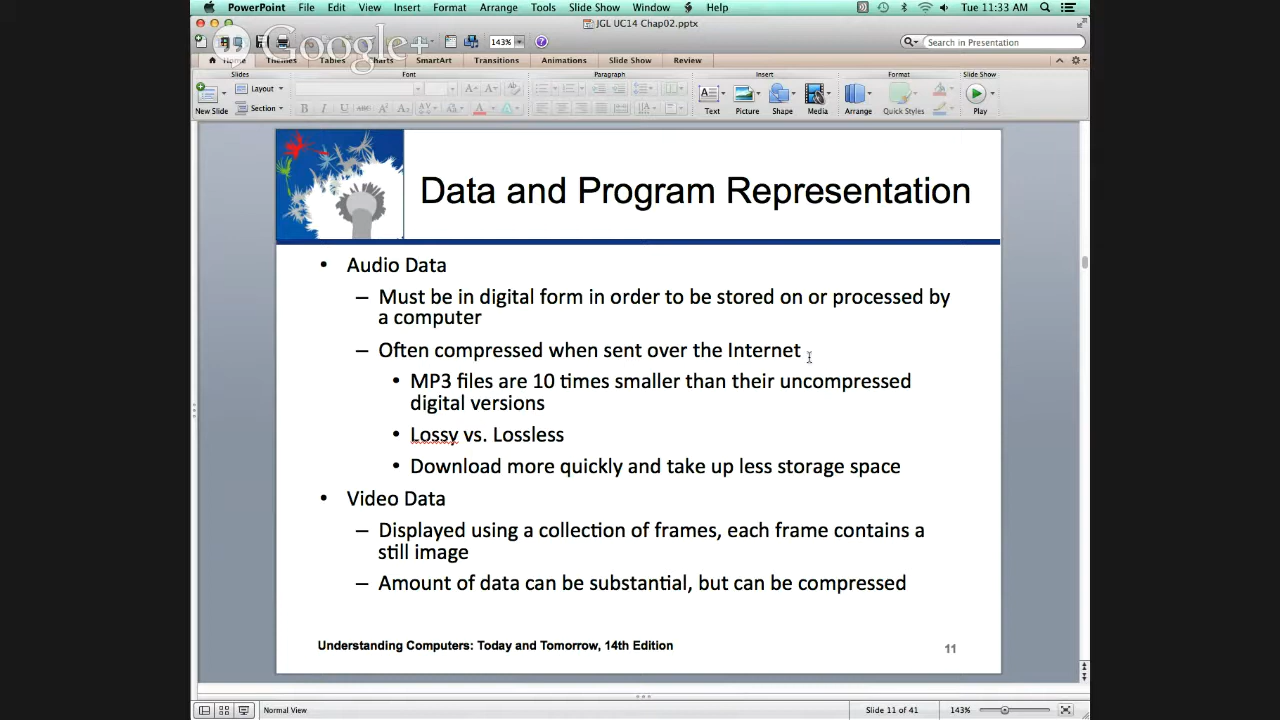 PowerPoint File Edit View Insert Format Arrange Tools Slide Show Window Help Tue 11:33 AM
JGL UC14 Chap02.pptx
Google+
143%
Search in Presentation
Home Themes Tables Charts SmartArt Transitions Animations Slide Show Review
Slides Font Paragraph Insert Format Slide Show
Layout
New Slide Section
Text Picture Shape Media Arrange Quick Styles Play
Data and Program Representation
• Audio Data
– Must be in digital form in order to be stored on or processed by
a computer
– Often compressed when sent over the Internet
• MP3 files are 10 times smaller than their uncompressed
digital versions
• Lossy vs. Lossless
• Download more quickly and take up less storage space
• Video Data
– Displayed using a collection of frames, each frame contains a
still image
– Amount of data can be substantial, but can be compressed
Understanding Computers: Today and Tomorrow, 14th Edition 11
Normal View Slide 11 of 41 143%